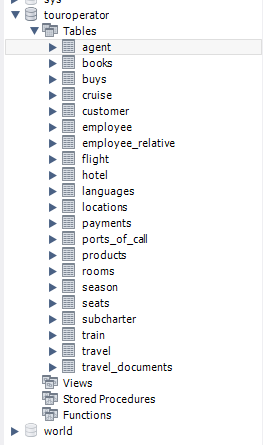 sys
touroperator
Tables
agent
books
buys
cruise
customer
employee
employee_relative
flight
hotel
languages
locations
payments
ports_of_call
products
rooms
season
seats
subcharter
train
travel
travel_documents
Views
Stored Procedures
Functions
world